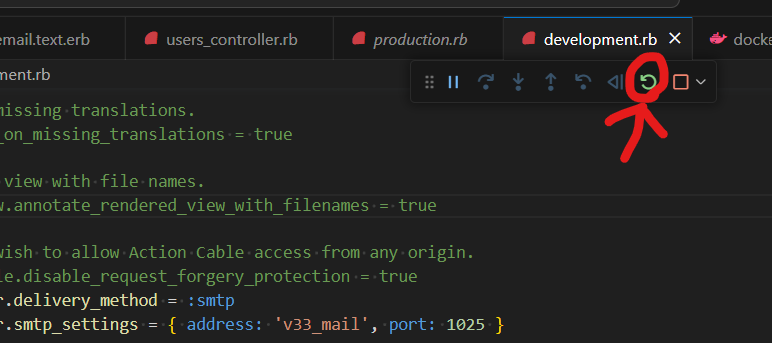 email.text.erb
users_controller.rb
production.rb
development.rb
docke
ment.rb
missing translations.
_on_missing_translations = true
view with file names.
w.annotate_rendered_view_with_filenames = true
wish to allow Action Cable access from any origin.
le.disable_request_forgery_protection = true
r.delivery_method = :smtp
r.smtp_settings = { address: 'v33_mail', port: 1025 }